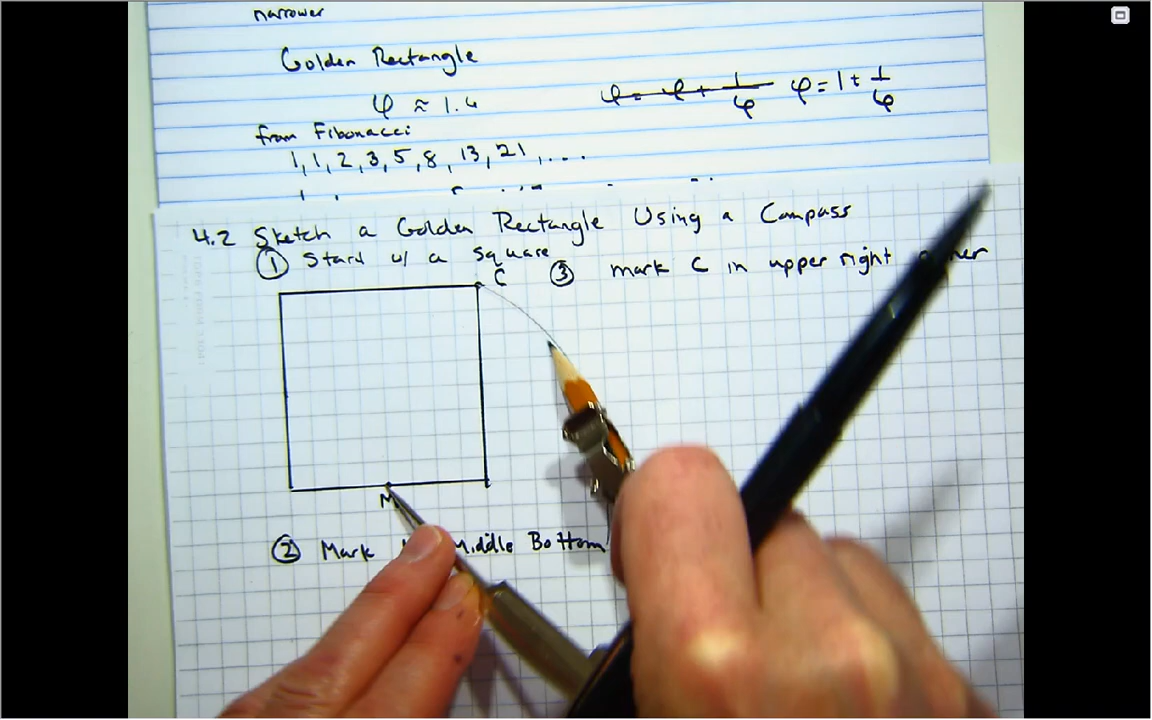 narrower
Golden Rectangle
φ ≈ 1.6
φ = φ + 1/φ φ = 1 + 1/φ
from Fibonacci
1, 1, 2, 3, 5, 8, 13, 21, ...
4.2 Sketch a Golden Rectangle Using a Compass
① Start w/ a square
③ mark C in upper right
C
M
② Mark Middle Bottom